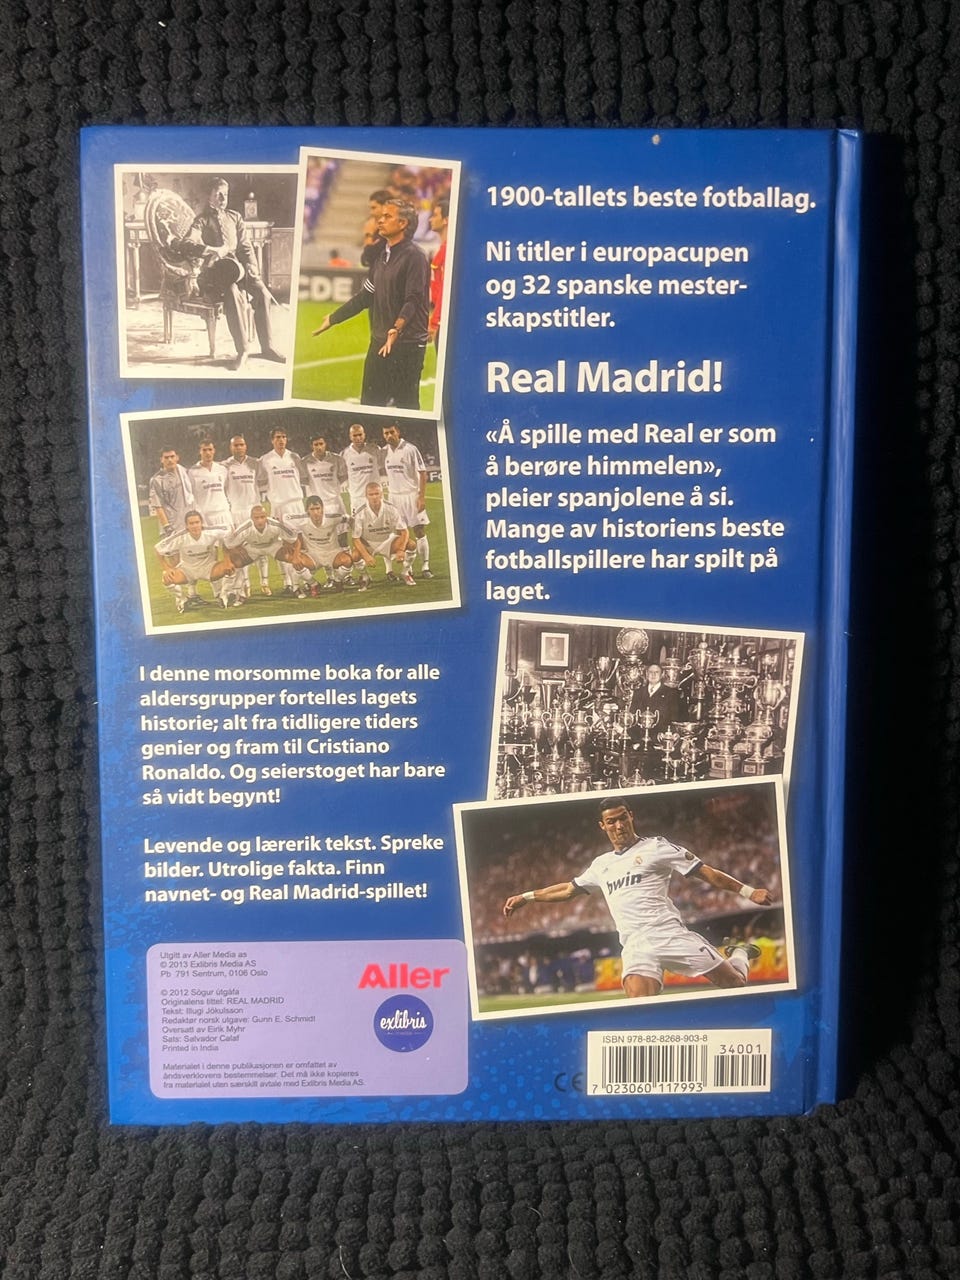 1900-tallets beste fotballag.
Ni titler i europacupen
og 32 spanske mester-
skapstitler.
Real Madrid!
«Å spille med Real er som
å berøre himmelen»,
pleier spanjolene å si.
Mange av historiens beste
fotballspillere har spilt på
laget.
I denne morsomme boka for alle
aldersgrupper fortelles lagets
historie; alt fra tidligere tiders
genier og fram til Cristiano
Ronaldo. Og seierstoget har bare
så vidt begynt!
Levende og lærerik tekst. Spreke
bilder. Utrolige fakta. Finn
navnet- og Real Madrid-spillet!
bwin
Utgitt av Aller Media as
© 2013 Exlibris Media AS
Pb 791 Sentrum, 0106 Oslo
© 2012 Sögur útgáfa
Originalens tittel: REAL MADRID
Tekst: Illugi Jökulsson
Redaktør norsk utgave: Gunn E. Schmidt
Oversatt av Eirik Myhr
Sats: Salvador Calaf
Printed in India
Materialet i denne publikasjonen er omfattet av
åndsverklovens bestemmelser. Det må ikke kopieres
fra materialet uten særskilt avtale med Exlibris Media AS.
Aller
exlibris
CE
ISBN 978-82-8268-903-8
34001
7 023060 117993